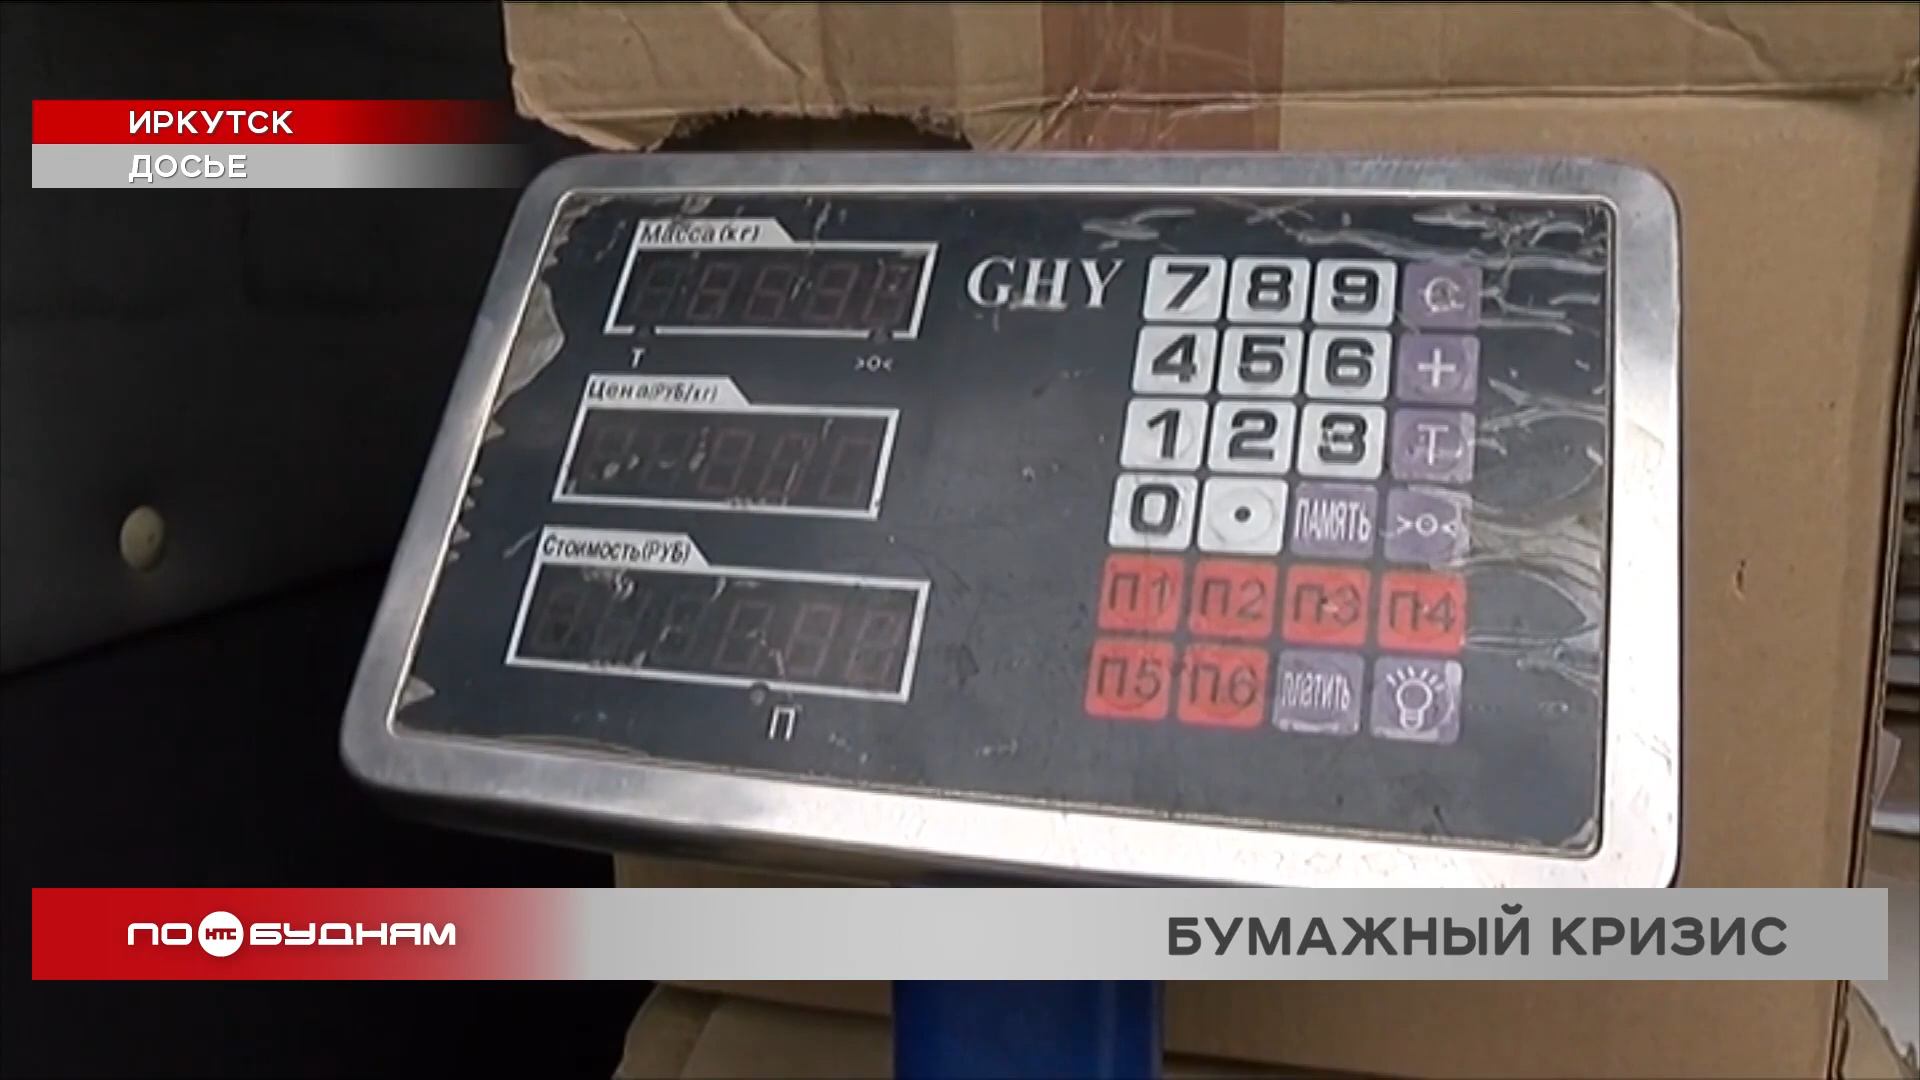 ИРКУТСК
ДОСЬЕ
Масса(кг)
GHY
7 8 9 C
T >0<
4 5 6 +
Цена(РУБ/кг)
1 2 3 T
0 • ПАМЯТЬ >0<
Стоимость(РУБ)
П1 П2 П3 П4
П5 П6 платить
П
ПО НТС БУДНЯМ
БУМАЖНЫЙ КРИЗИС